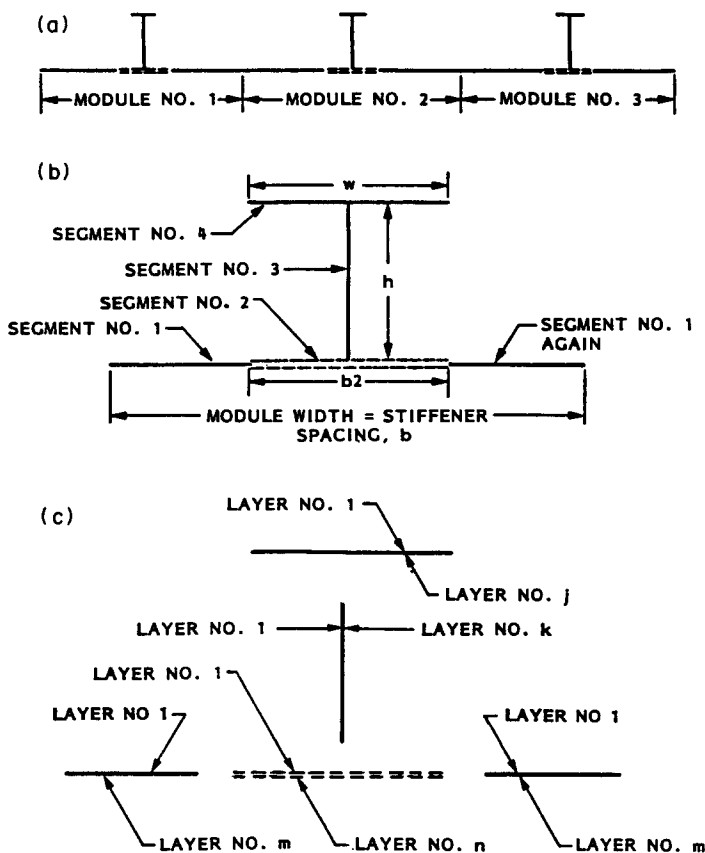 (a)
MODULE NO. 1
MODULE NO. 2
MODULE NO. 3
(b)
w
SEGMENT NO. 4
SEGMENT NO. 3
h
SEGMENT NO. 2
SEGMENT NO. 1
SEGMENT NO. 1
AGAIN
b2
MODULE WIDTH = STIFFENER
SPACING, b
(c)
LAYER NO. 1
LAYER NO. j
LAYER NO. 1
LAYER NO. k
LAYER NO. 1
LAYER NO 1
LAYER NO 1
LAYER NO. m
LAYER NO. n
LAYER NO. m